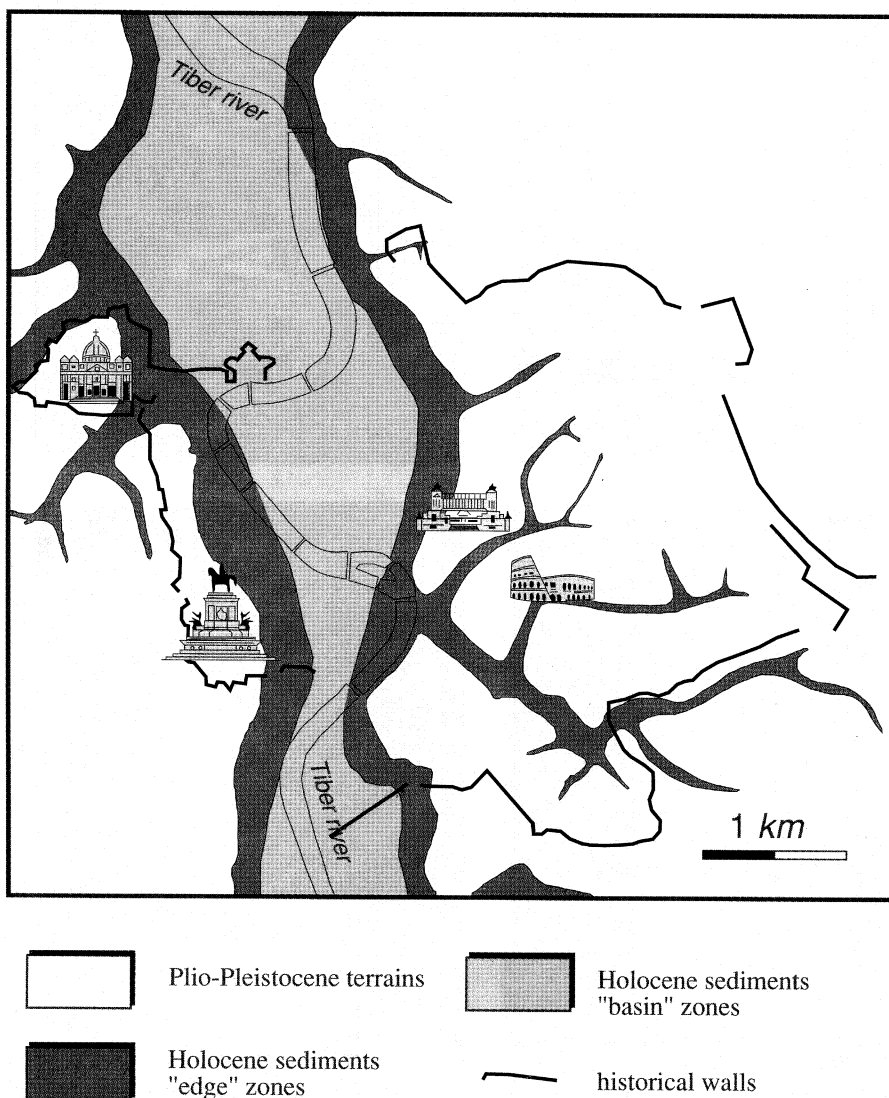 Tiber river
Tiber river
1 km
Plio-Pleistocene terrains
Holocene sediments
"basin" zones
Holocene sediments
"edge" zones
historical walls